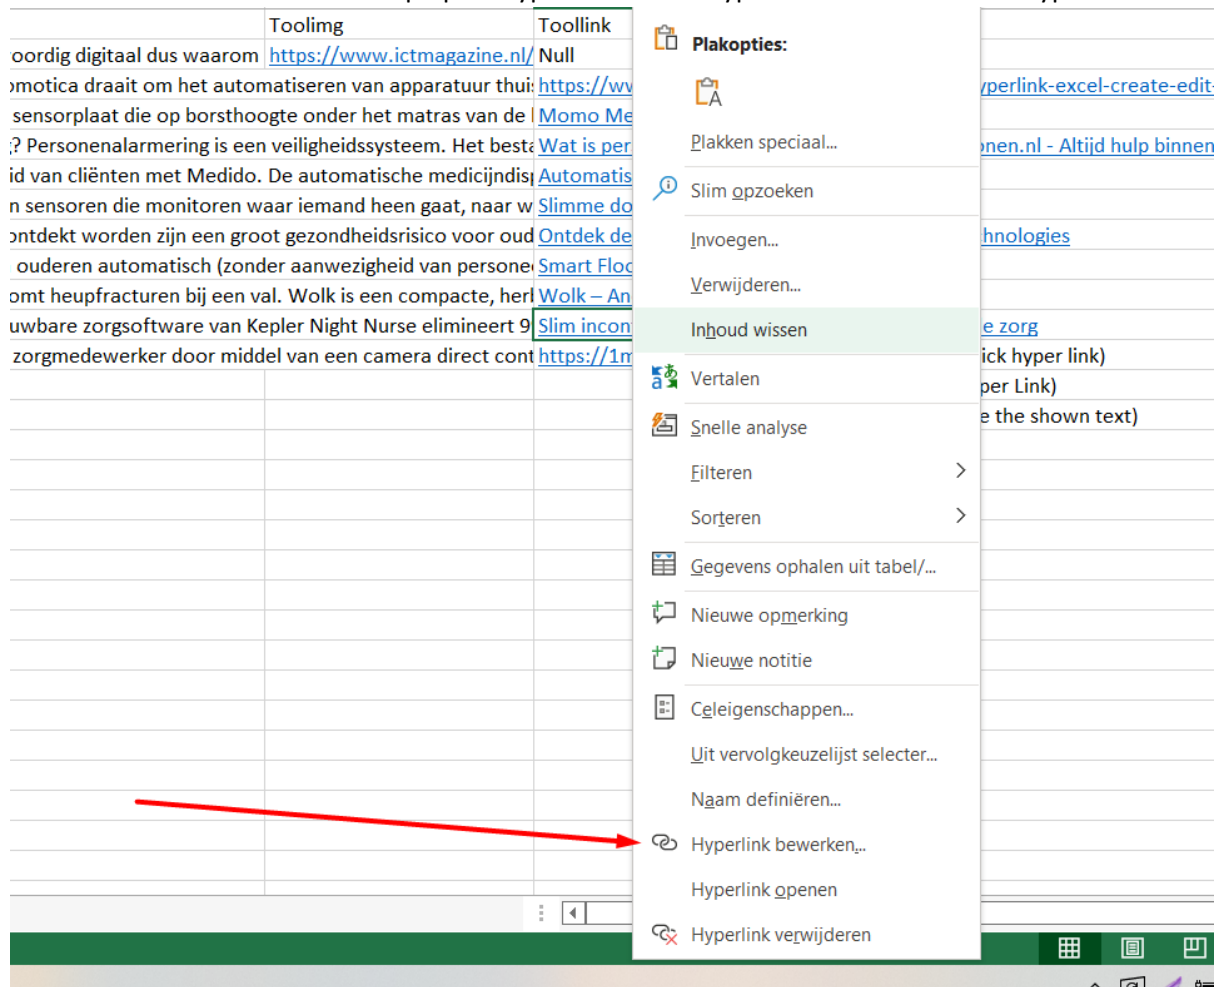 Toolimg Toollink
oordig digitaal dus waarom https://www.ictmagazine.nl/ Null
omotica draait om het automatiseren van apparatuur thui https://ww yperlink-excel-create-edit-
sensorplaat die op borsthoogte onder het matras van de Momo Me
? Personenalarmering is een veiligheidssysteem. Het best Wat is per onen.nl - Altijd hulp binnen
id van cliënten met Medido. De automatische medicijndis Automatis
n sensoren die monitoren waar iemand heen gaat, naar w Slimme do
ontdekt worden zijn een groot gezondheidsrisico voor oud Ontdek de hnologies
ouderen automatisch (zonder aanwezigheid van persone Smart Floo
omt heupfracturen bij een val. Wolk is een compacte, her Wolk – An
uwbare zorgsoftware van Kepler Night Nurse elimineert 9 Slim incon e zorg
zorgmedewerker door middel van een camera direct cont https://1m ick hyper link)
per Link)
e the shown text)
Plakopties:
Plakken speciaal...
Slim opzoeken
Invoegen...
Verwijderen...
Inhoud wissen
Vertalen
Snelle analyse
Filteren
Sorteren
Gegevens ophalen uit tabel/...
Nieuwe opmerking
Nieuwe notitie
Celeigenschappen...
Uit vervolgkeuzelijst selecter...
Naam definiëren...
Hyperlink bewerken...
Hyperlink openen
Hyperlink verwijderen